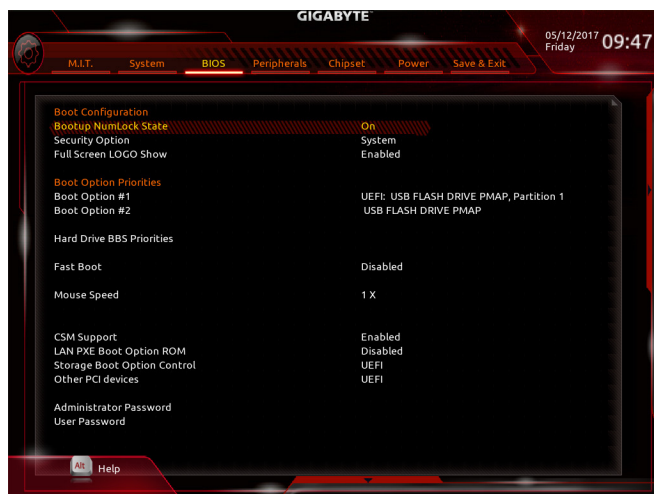 GIGABYTE™
05/12/2017 09:47
Friday
M.I.T. System BIOS Peripherals Chipset Power Save & Exit
Boot Configuration
Bootup NumLock State On
Security Option System
Full Screen LOGO Show Enabled
Boot Option Priorities
Boot Option #1 UEFI: USB FLASH DRIVE PMAP, Partition 1
Boot Option #2 USB FLASH DRIVE PMAP
Hard Drive BBS Priorities
Fast Boot Disabled
Mouse Speed 1 X
CSM Support Enabled
LAN PXE Boot Option ROM Disabled
Storage Boot Option Control UEFI
Other PCI devices UEFI
Administrator Password
User Password
Alt Help